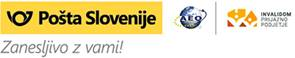 Pošta Slovenije
Zanesljivo z vami!
AEO
INVALIDOM
PRIJAZNO
PODJETJE